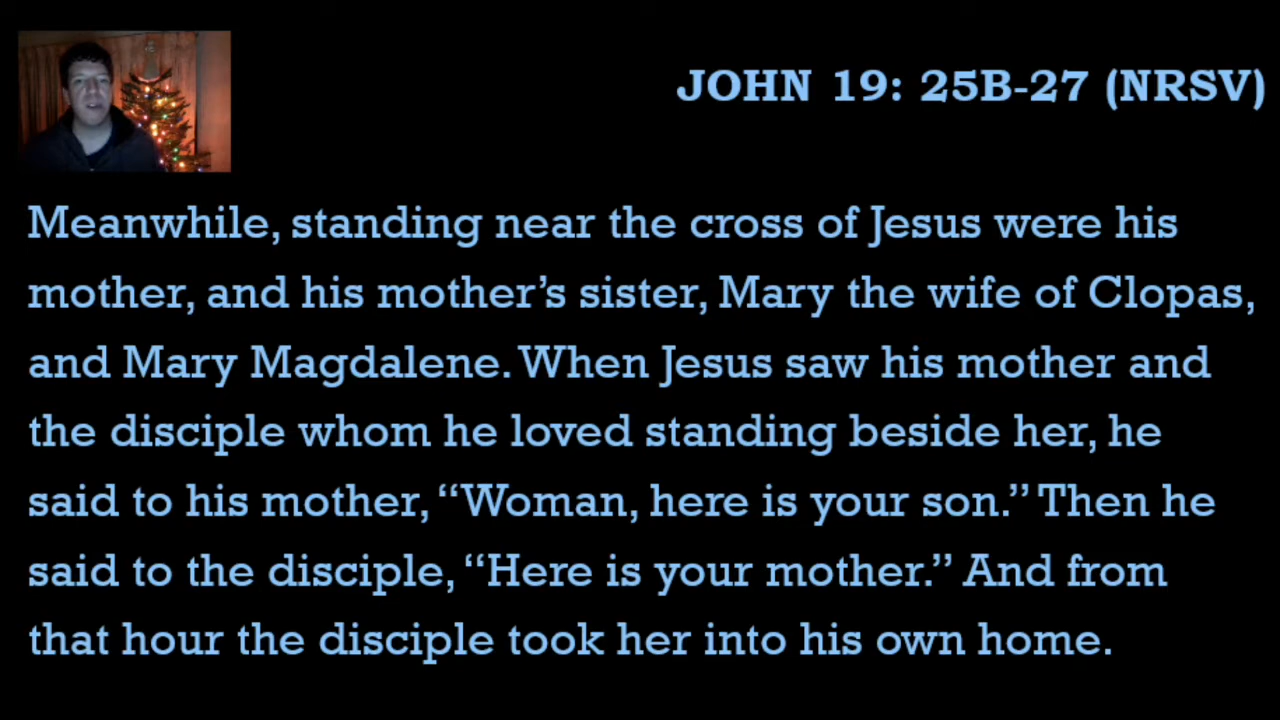 JOHN 19: 25B-27 (NRSV)
Meanwhile, standing near the cross of Jesus were his
mother, and his mother’s sister, Mary the wife of Clopas,
and Mary Magdalene. When Jesus saw his mother and
the disciple whom he loved standing beside her, he
said to his mother, “Woman, here is your son.” Then he
said to the disciple, “Here is your mother.” And from
that hour the disciple took her into his own home.